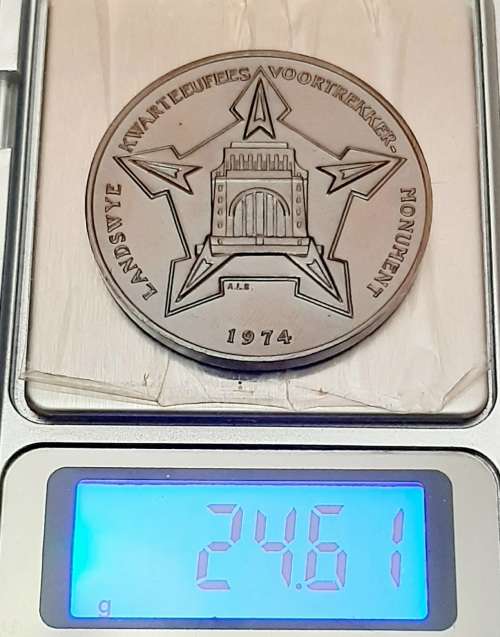 LANDSWYE KWARTEEUFEES VOORTREKKER-MONUMENT
A.L.S.
1974
24.61
g